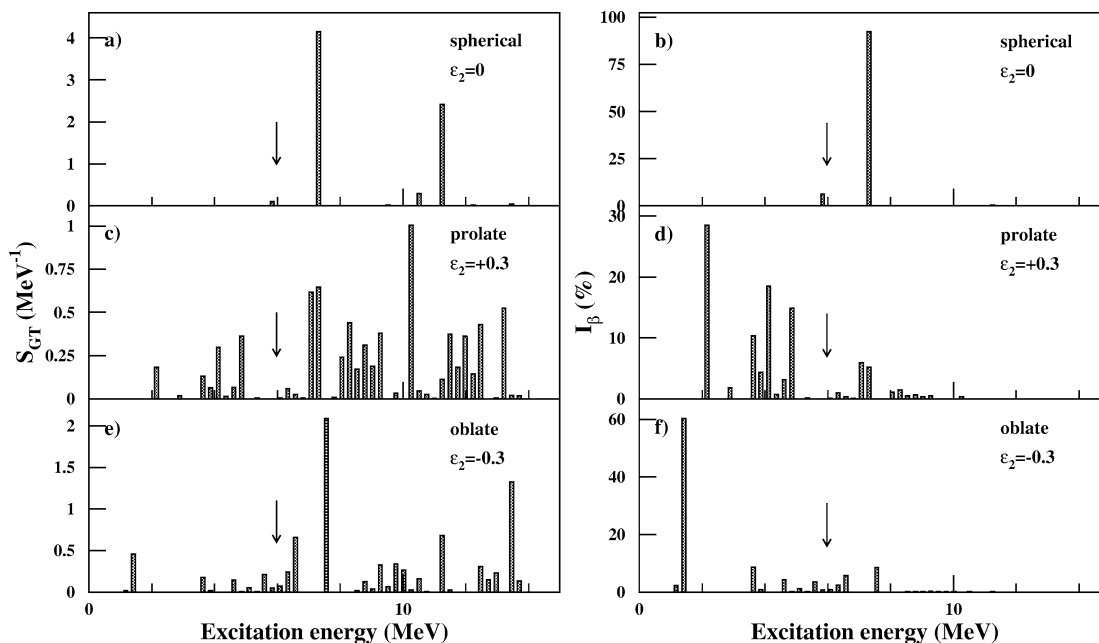 a)
spherical
ε2=0
4
3
2
1
0
b)
spherical
ε2=0
100
75
50
25
0
c)
prolate
ε2=+0.3
1
0.75
0.5
0.25
0
SGT (MeV-1)
d)
prolate
ε2=+0.3
30
20
10
0
Iβ (%)
e)
oblate
ε2=-0.3
2
1.5
1
0.5
0
f)
oblate
ε2=-0.3
60
40
20
0
0
10
Excitation energy (MeV)
0
10
Excitation energy (MeV)